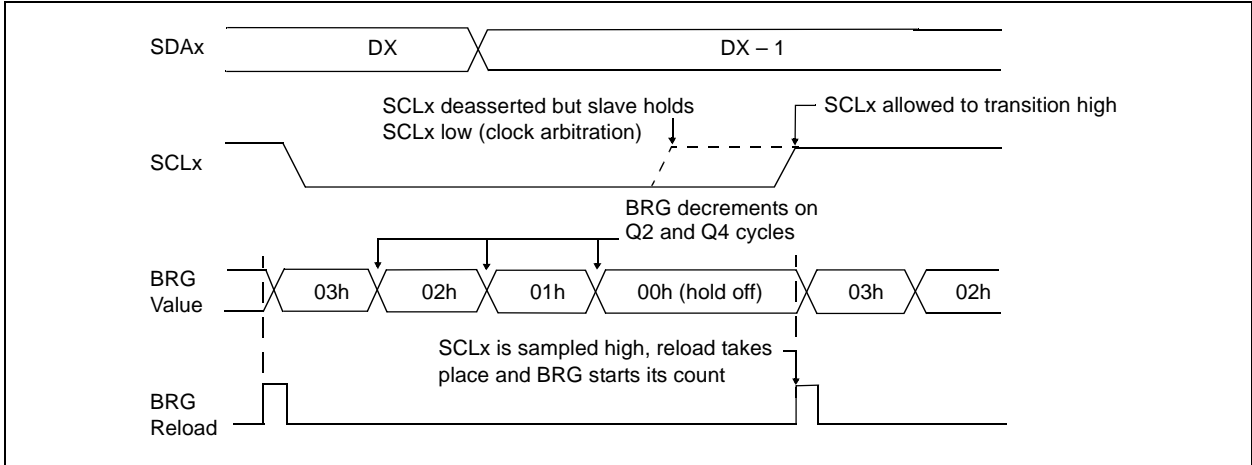 SDAx
DX
DX – 1
SCLx deasserted but slave holds
SCLx low (clock arbitration)
SCLx allowed to transition high
SCLx
BRG decrements on
Q2 and Q4 cycles
BRG
Value
03h
02h
01h
00h (hold off)
03h
02h
SCLx is sampled high, reload takes
place and BRG starts its count
BRG
Reload